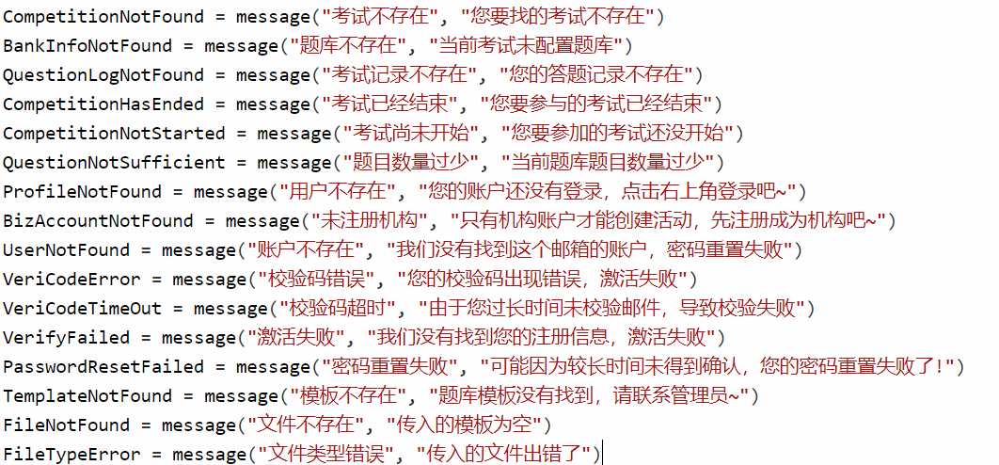 CompetitionNotFound = message("考试不存在", "您要找的考试不存在")
BankInfoNotFound = message("题库不存在", "当前考试未配置题库")
QuestionLogNotFound = message("考试记录不存在", "您的答题记录不存在")
CompetitionHasEnded = message("考试已经结束", "您要参与的考试已经结束")
CompetitionNotStarted = message("考试尚未开始", "您要参加的考试还没开始")
QuestionNotSufficient = message("题目数量过少", "当前题库题目数量过少")
ProfileNotFound = message("用户不存在", "您的账户还没有登录，点击右上角登录吧~")
BizAccountNotFound = message("未注册机构", "只有机构账户才能创建活动，先注册成为机构吧~")
UserNotFound = message("账户不存在", "我们没有找到这个邮箱的账户，密码重置失败")
VeriCodeError = message("校验码错误", "您的校验码出现错误，激活失败")
VeriCodeTimeOut = message("校验码超时", "由于您过长时间未校验邮件，导致校验失败")
VerifyFailed = message("激活失败", "我们没有找到您的注册信息，激活失败")
PasswordResetFailed = message("密码重置失败", "可能因为较长时间未得到确认，您的密码重置失败了！")
TemplateNotFound = message("模板不存在", "题库模板没有找到，请联系管理员~")
FileNotFound = message("文件不存在", "传入的模板为空")
FileTypeError = message("文件类型错误", "传入的文件出错了")